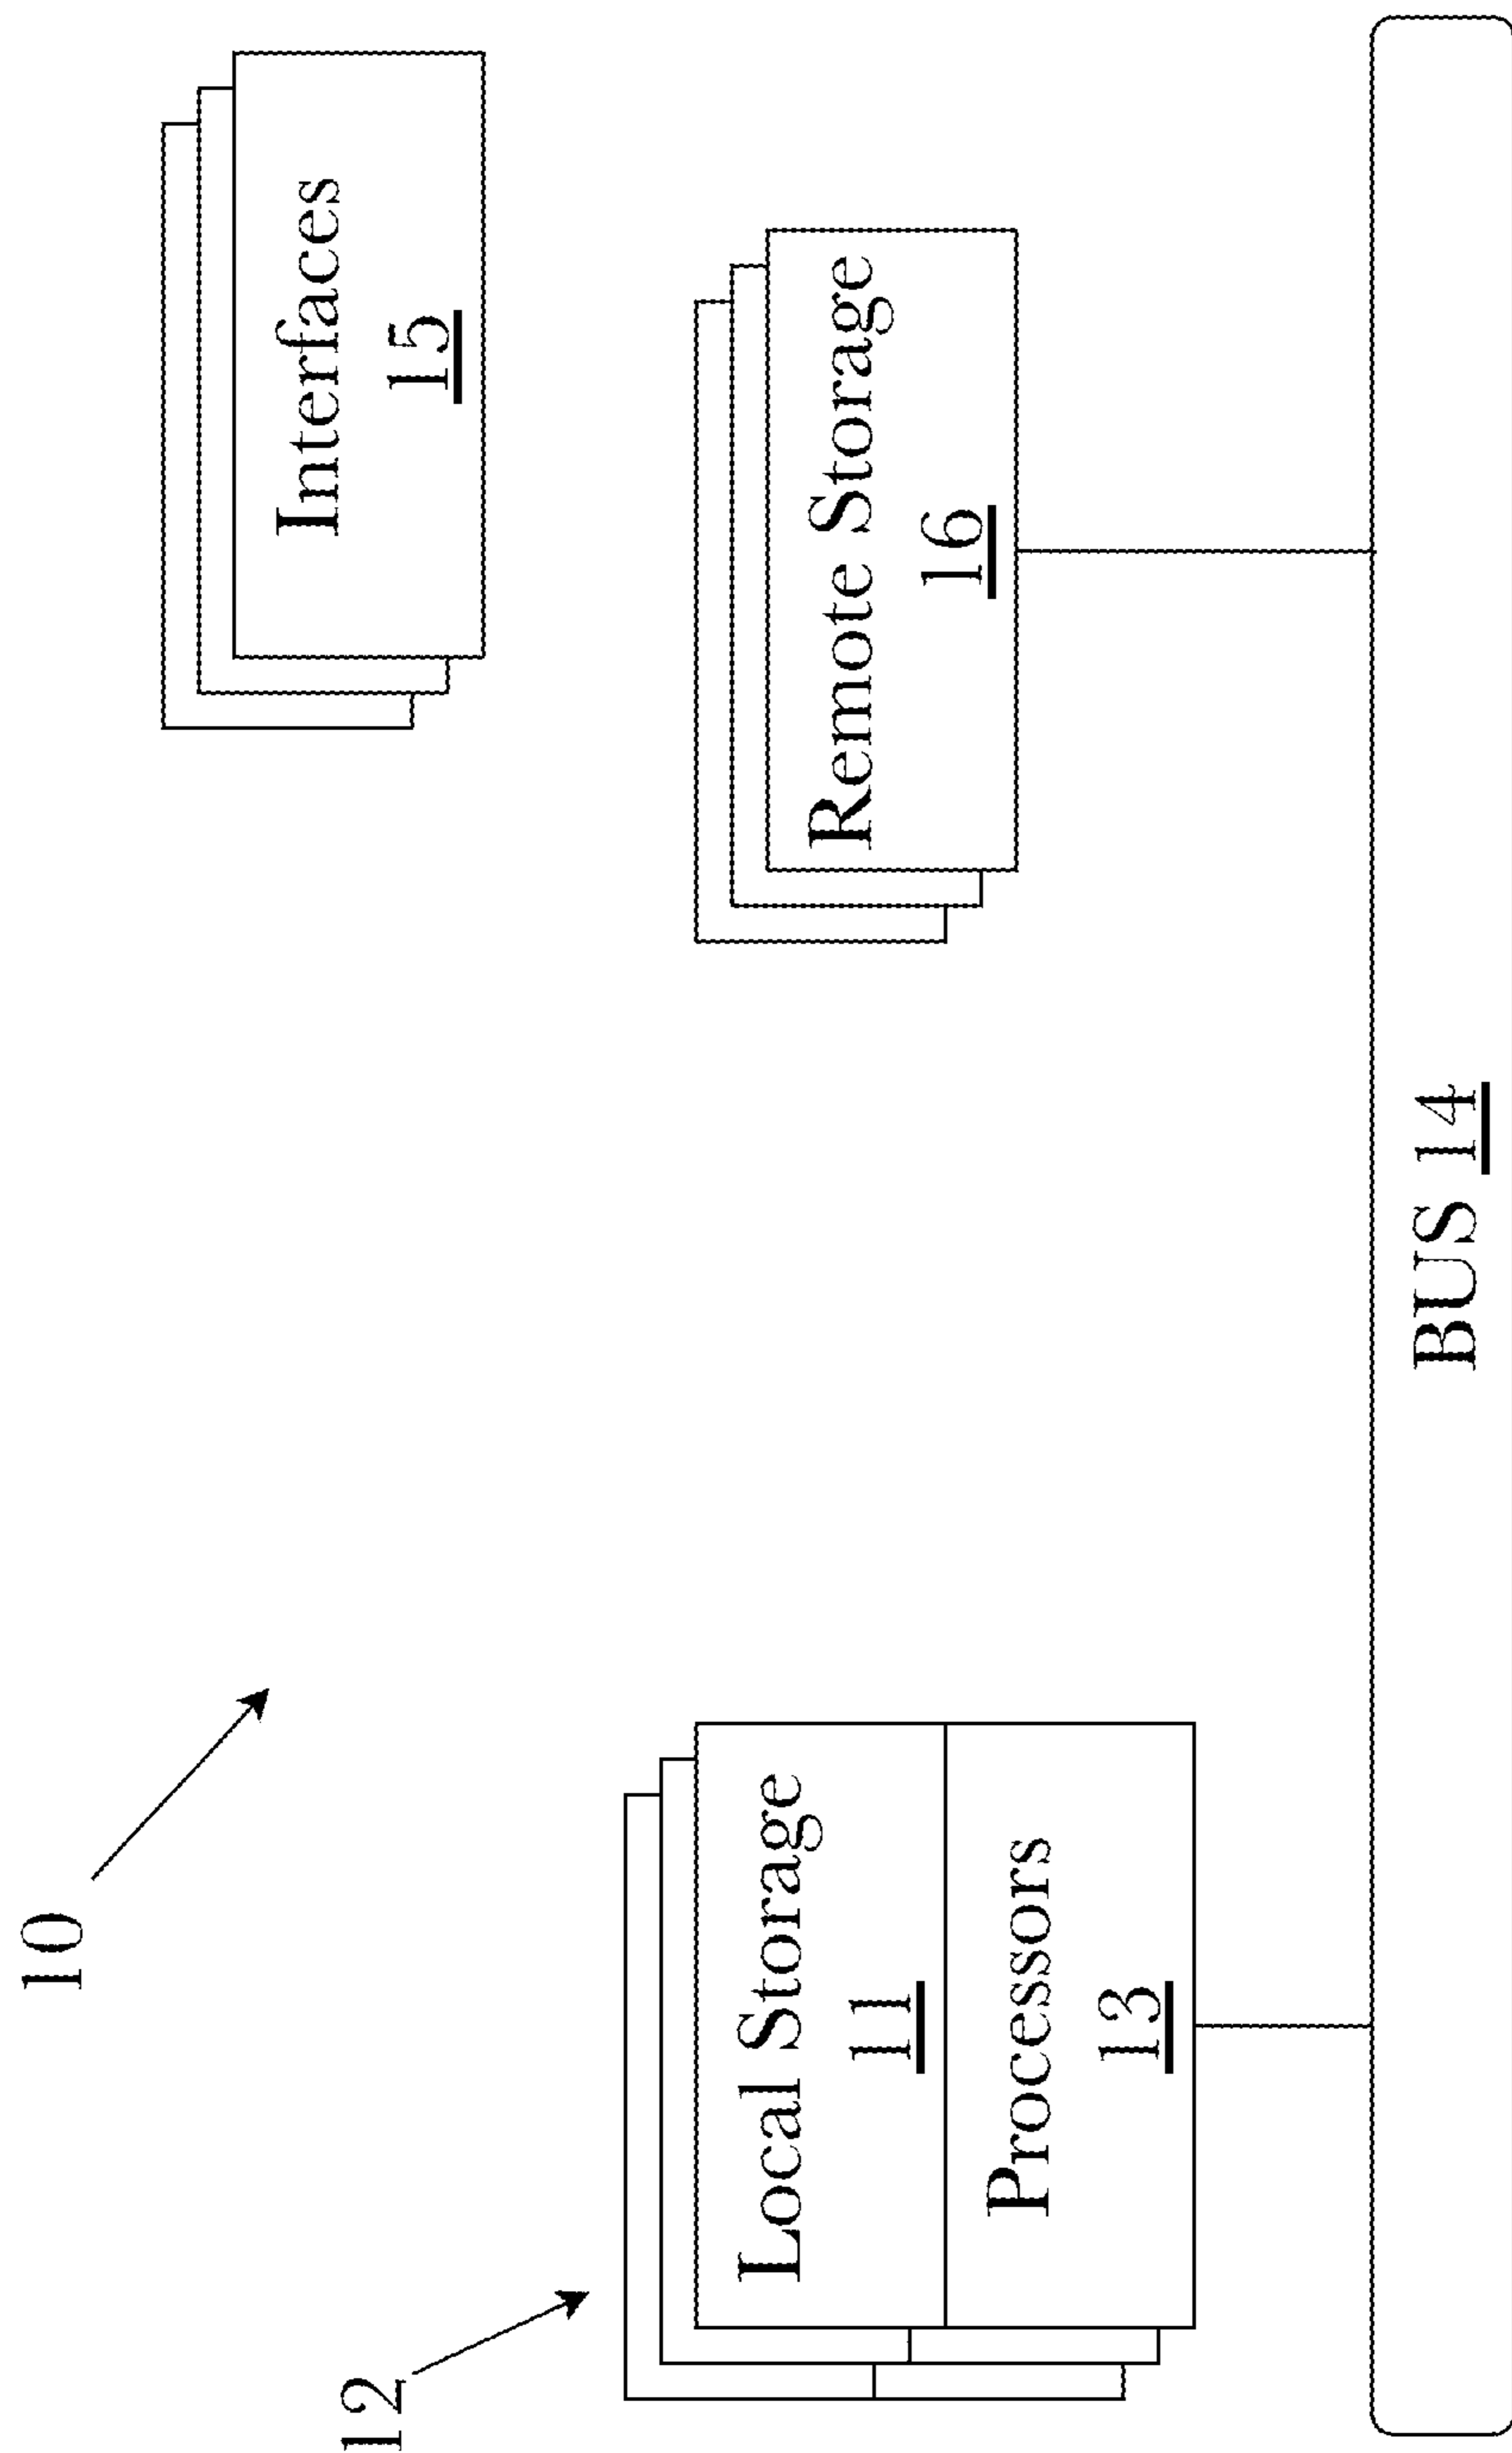 10
12
Interfaces
15
Local Storage
11
Processors
13
Remote Storage
16
BUS 14